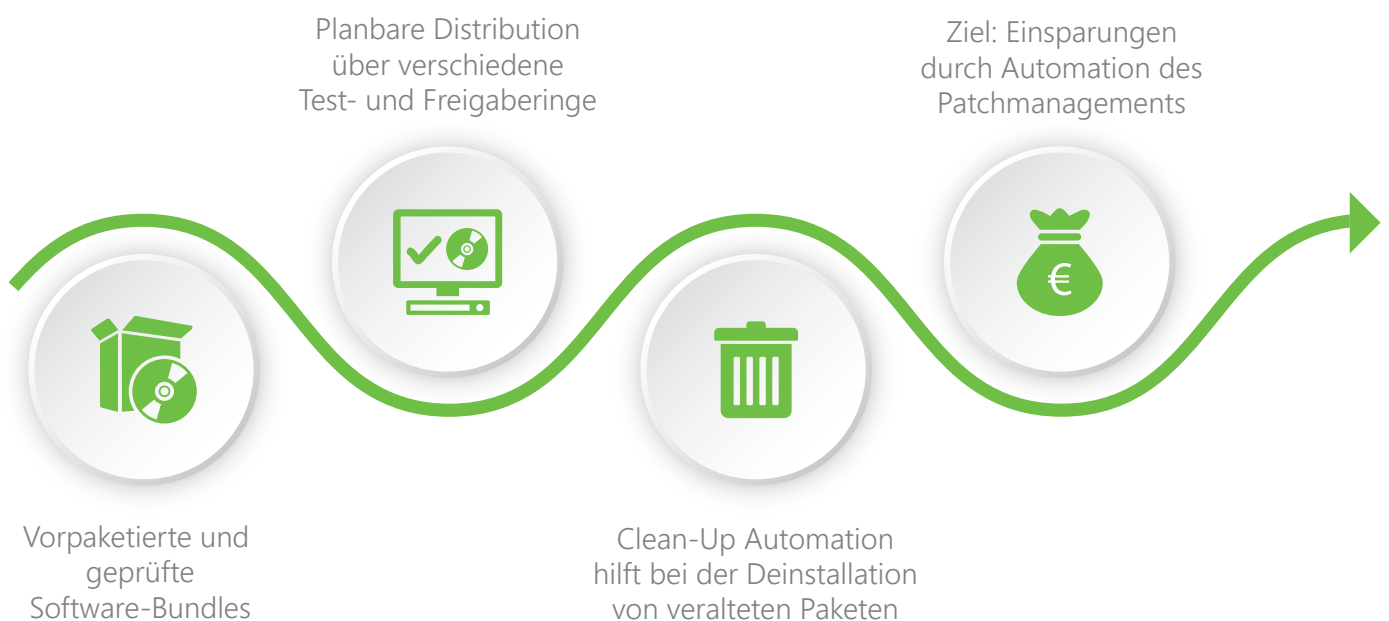 Vorpaketierte und
geprüfte
Software-Bundles
Planbare Distribution
über verschiedene
Test- und Freigaberinge
Clean-Up Automation
hilft bei der Deinstallation
von veralteten Paketen
Ziel: Einsparungen
durch Automation des
Patchmanagements
€